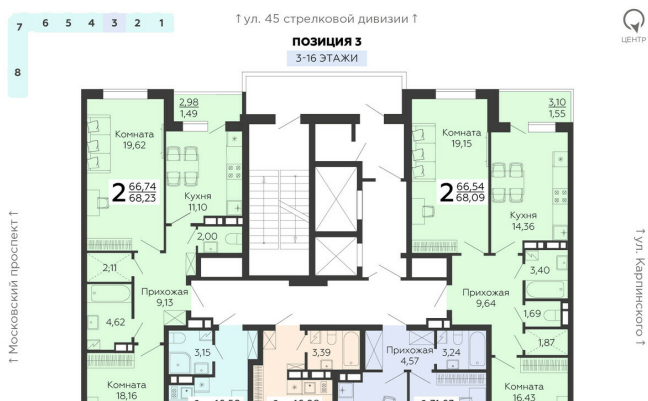 7 6 5 4 3 2 1
8
↑ ул. 45 стрелковой дивизии ↑
ЦЕНТР
ПОЗИЦИЯ 3
3-16 ЭТАЖИ
↑ Московский проспект ↑
↑ ул. Карпинского ↑
2,98
1,49
Комната
19,62
2 66,74
68,23
Кухня
11,10
2,00
2,11
Прихожая
9,13
4,62
Комната
18,16
3,15
3,39
Прихожая
4,57
3,24
3,10
1,55
Комната
19,15
2 66,54
68,09
Кухня
14,36
3,40
Прихожая
9,64
1,69
1,87
Комната
16,43